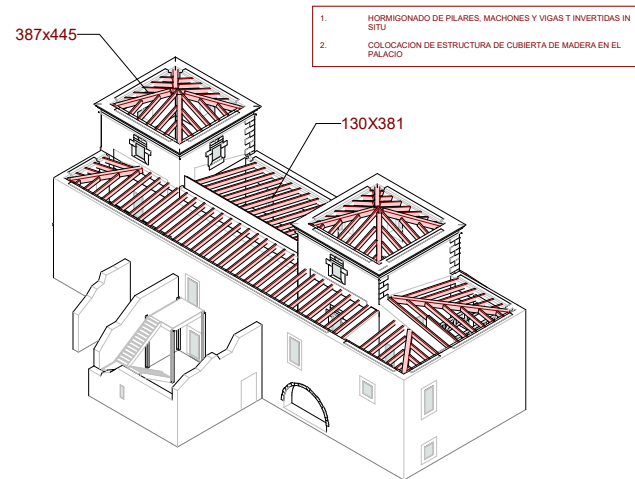 1. HORMIGONADO DE PILARES, MACHONES Y VIGAS T INVERTIDAS IN
SITU
2. COLOCACION DE ESTRUCTURA DE CUBIERTA DE MADERA EN EL
PALACIO
387x445
130X381